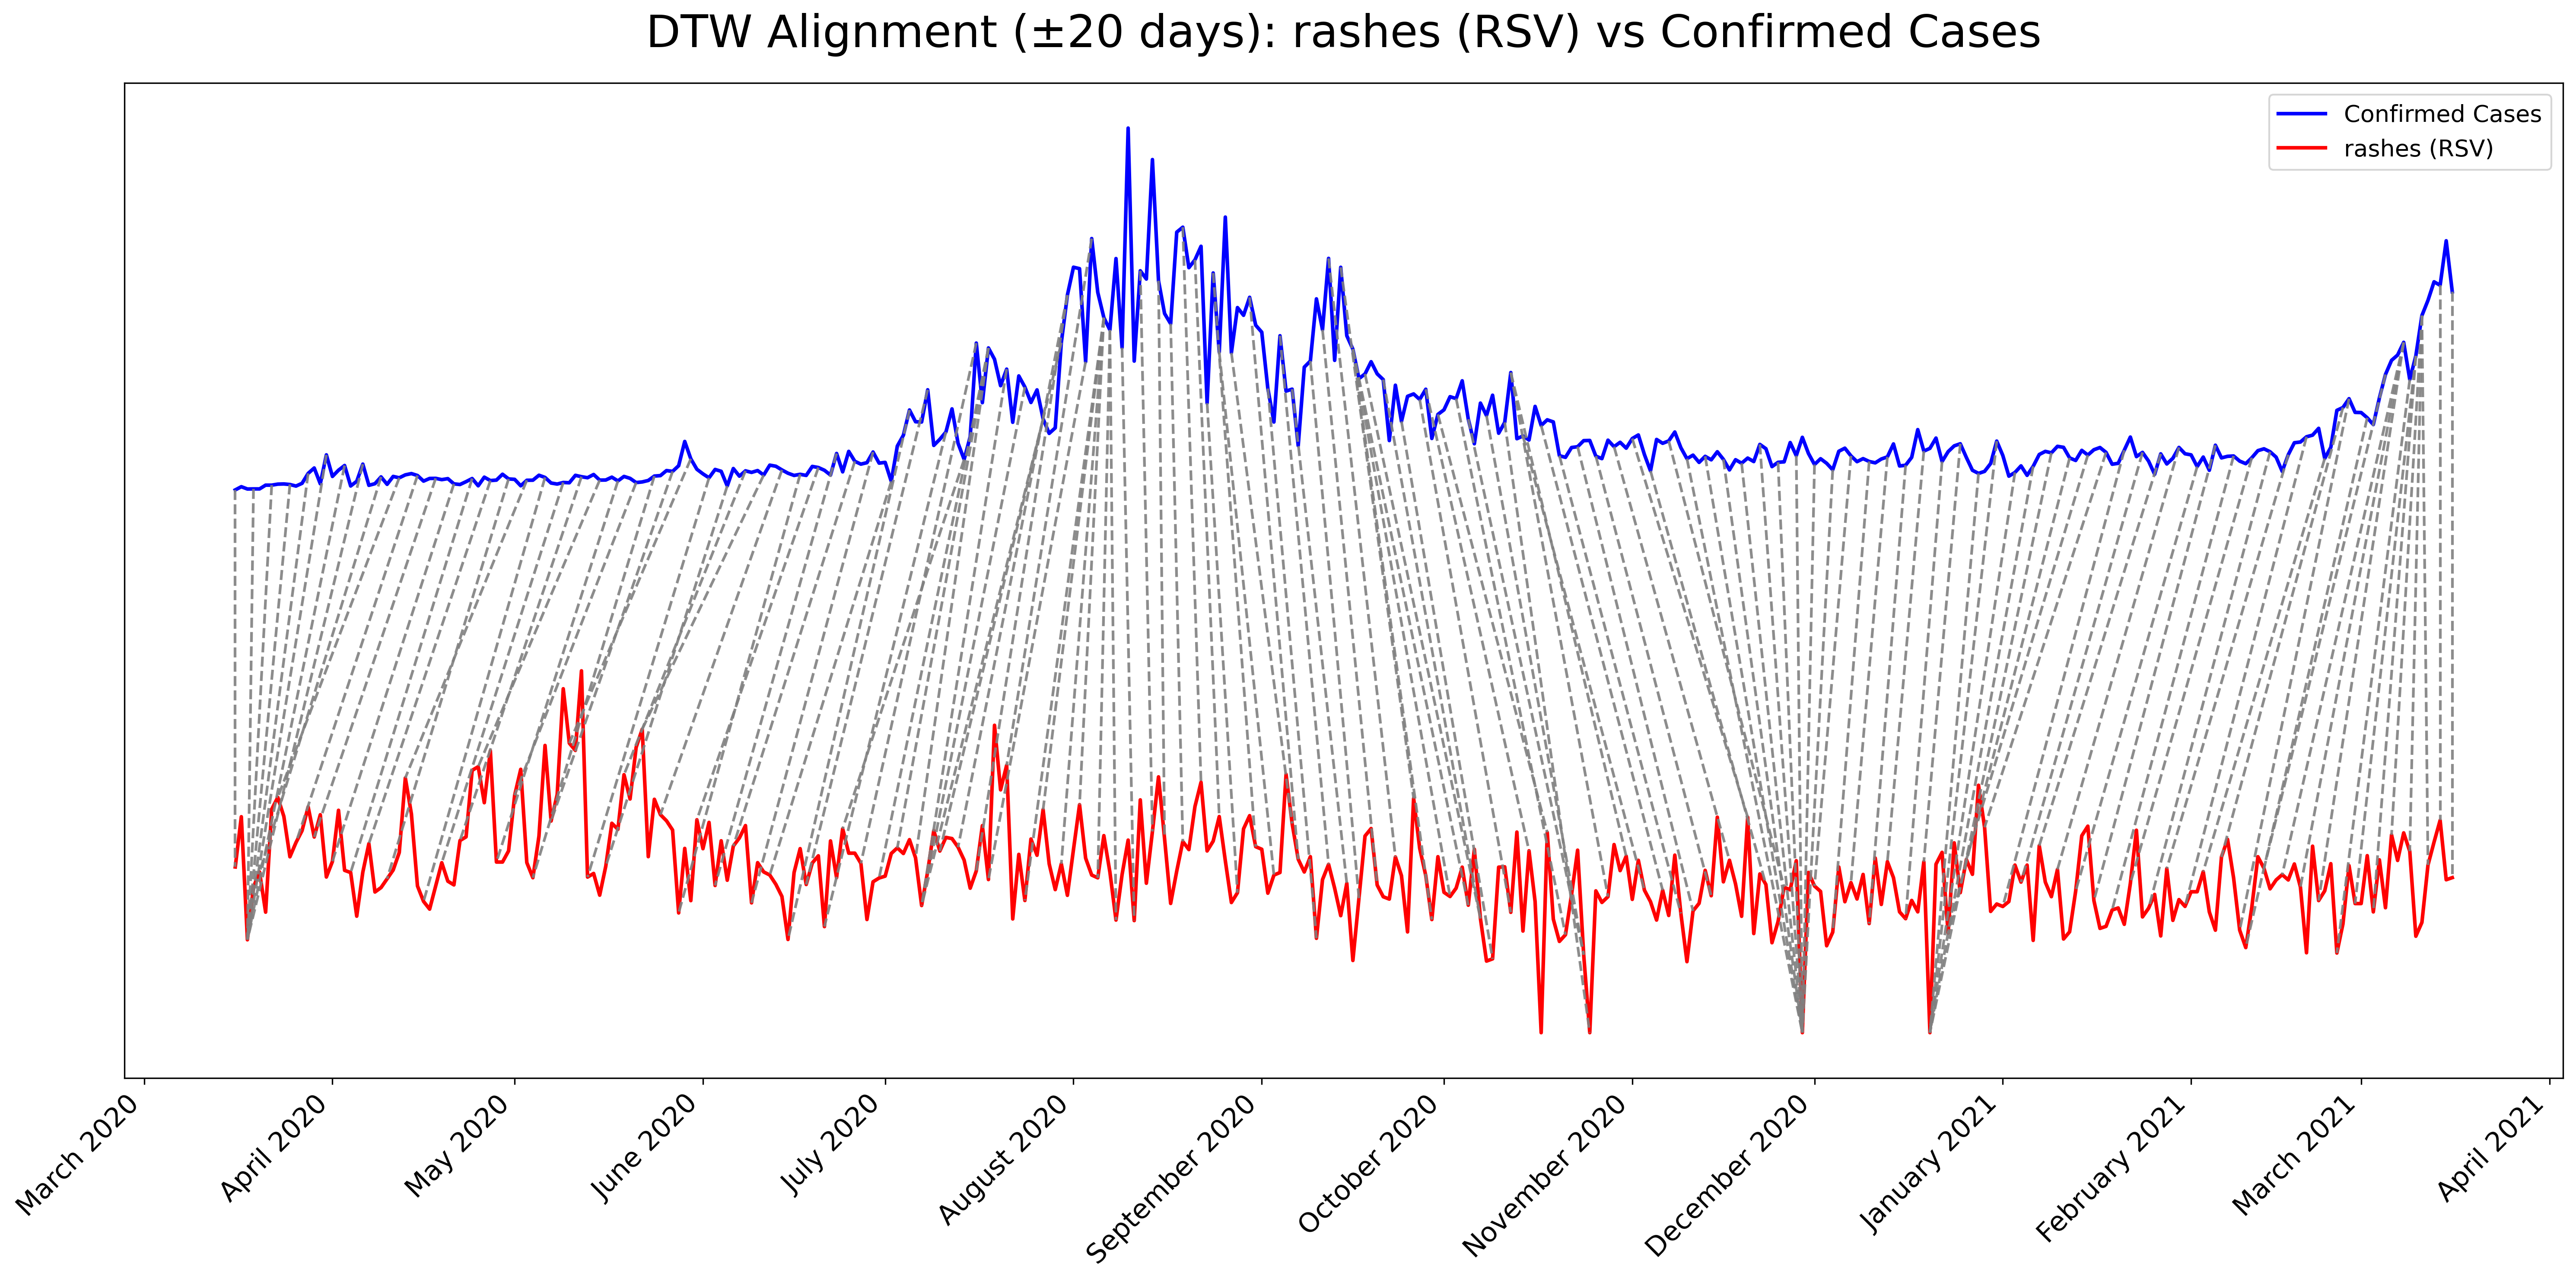 DTW Alignment (±20 days): rashes (RSV) vs Confirmed Cases
Confirmed Cases
rashes (RSV)
March 2020
April 2020
May 2020
June 2020
July 2020
August 2020
September 2020
October 2020
November 2020
December 2020
January 2021
February 2021
March 2021
April 2021